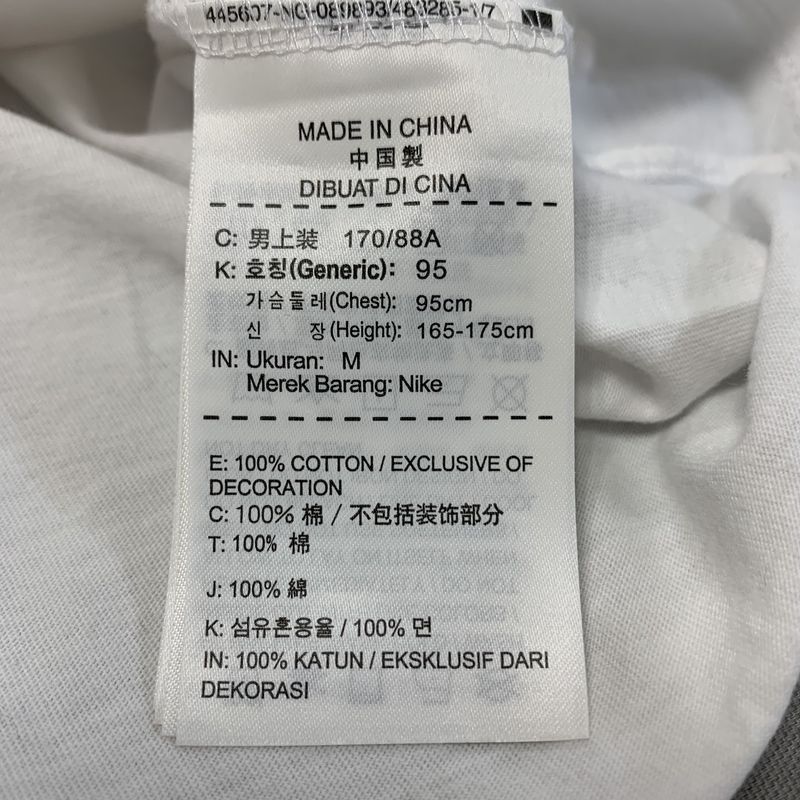 MADE IN CHINA
中国製
DIBUAT DI CINA
C: 男上装 170/88A
K: 호칭(Generic): 95
가슴둘레(Chest): 95cm
신 장(Height): 165-175cm
IN: Ukuran: M
Merek Barang: Nike
E: 100% COTTON / EXCLUSIVE OF
DECORATION
C: 100% 棉 / 不包括装饰部分
T: 100% 棉
J: 100% 綿
K: 섬유혼용율 / 100% 면
IN: 100% KATUN / EKSKLUSIF DARI
DEKORASI